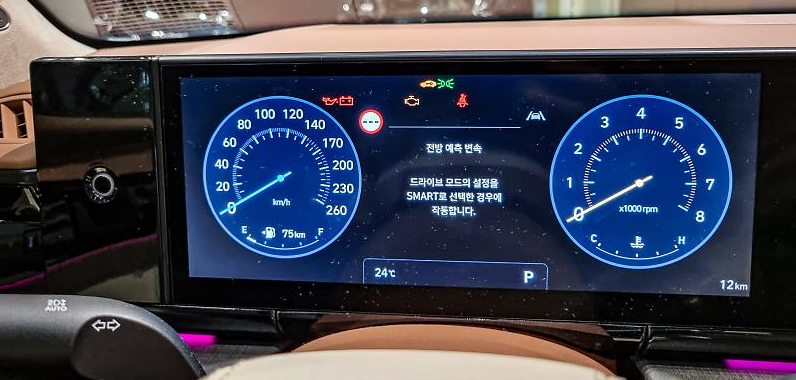 100 120
80 140
60 170
40 200
20 230
0 260
km/h
E 75km F
전방 예측 변속
드라이브 모드의 설정을
SMART로 선택한 경우에
작동합니다.
24℃ P
4
3 5
2 6
1 7
0 8
x1000rpm
C H
12km
AUTO